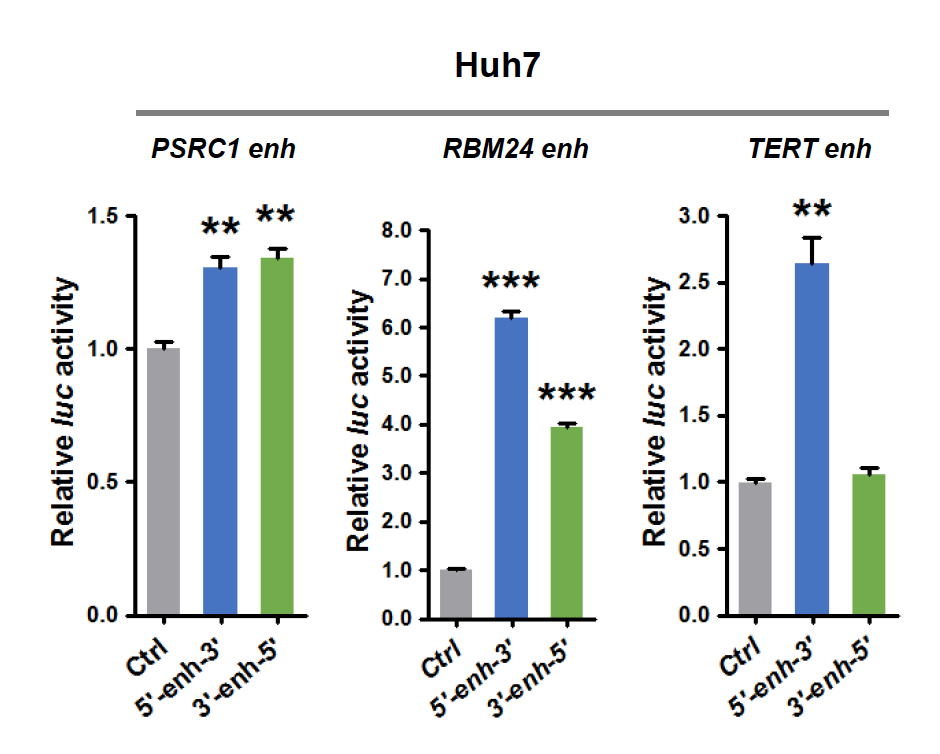 Huh7
PSRC1 enh
RBM24 enh
TERT enh
Relative luc activity
1.5
1.0
0.5
0.0
**
**
Ctrl
5'-enh-3'
3'-enh-5'
Relative luc activity
8.0
7.0
6.0
5.0
4.0
3.0
2.0
1.0
0.0
***
***
Ctrl
5'-enh-3'
3'-enh-5'
Relative luc activity
3.0
2.5
2.0
1.5
1.0
0.5
0.0
**
Ctrl
5'-enh-3'
3'-enh-5'